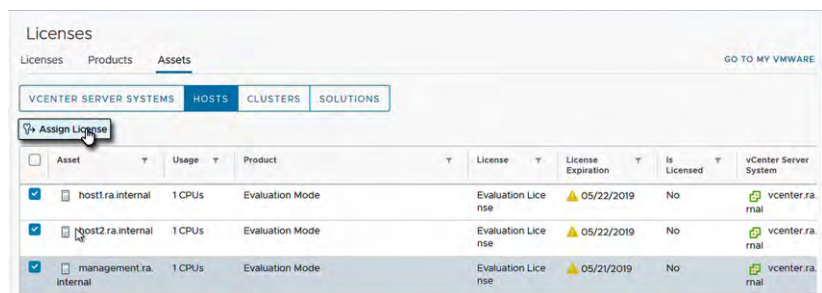 Licenses
Licenses Products Assets GO TO MY VMWARE
VCENTER SERVER SYSTEMS HOSTS CLUSTERS SOLUTIONS
Assign License
Asset Usage Product License License Expiration Is Licensed vCenter Server System
host1.ra.internal 1 CPUs Evaluation Mode Evaluation Lice 05/22/2019 No vcenter.ra.
nse rnal
host2.ra.internal 1 CPUs Evaluation Mode Evaluation Lice 05/22/2019 No vcenter.ra.
nse rnal
management.ra. 1 CPUs Evaluation Mode Evaluation Lice 05/21/2019 No vcenter.ra.
internal nse rnal